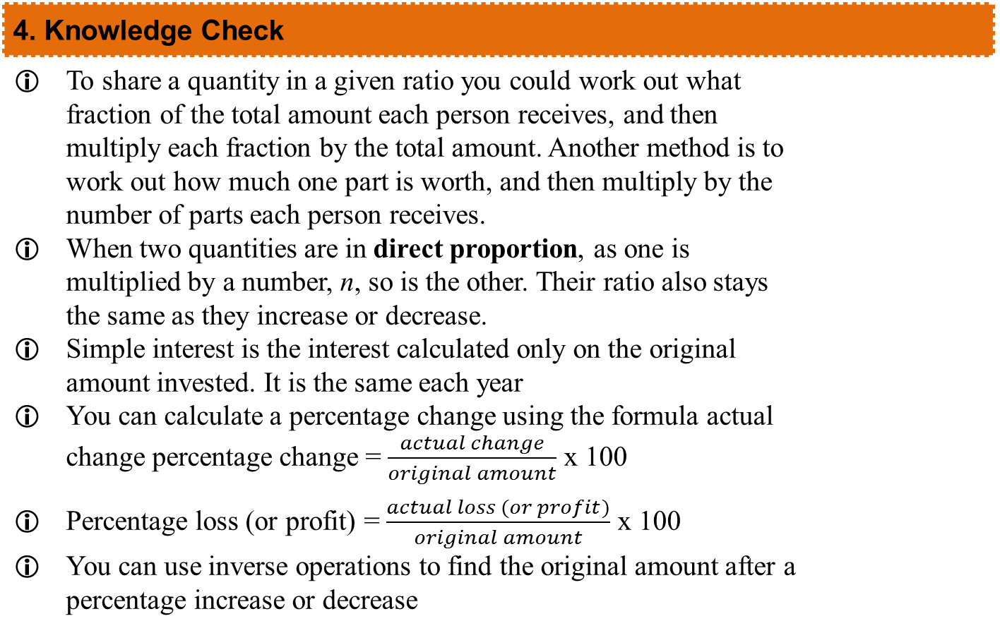 4. Knowledge Check
ⓘ To share a quantity in a given ratio you could work out what
fraction of the total amount each person receives, and then
multiply each fraction by the total amount. Another method is to
work out how much one part is worth, and then multiply by the
number of parts each person receives.
ⓘ When two quantities are in direct proportion, as one is
multiplied by a number, n, so is the other. Their ratio also stays
the same as they increase or decrease.
ⓘ Simple interest is the interest calculated only on the original
amount invested. It is the same each year
ⓘ You can calculate a percentage change using the formula actual
change percentage change = actual change / original amount x 100
ⓘ Percentage loss (or profit) = actual loss (or profit) / original amount x 100
ⓘ You can use inverse operations to find the original amount after a
percentage increase or decrease